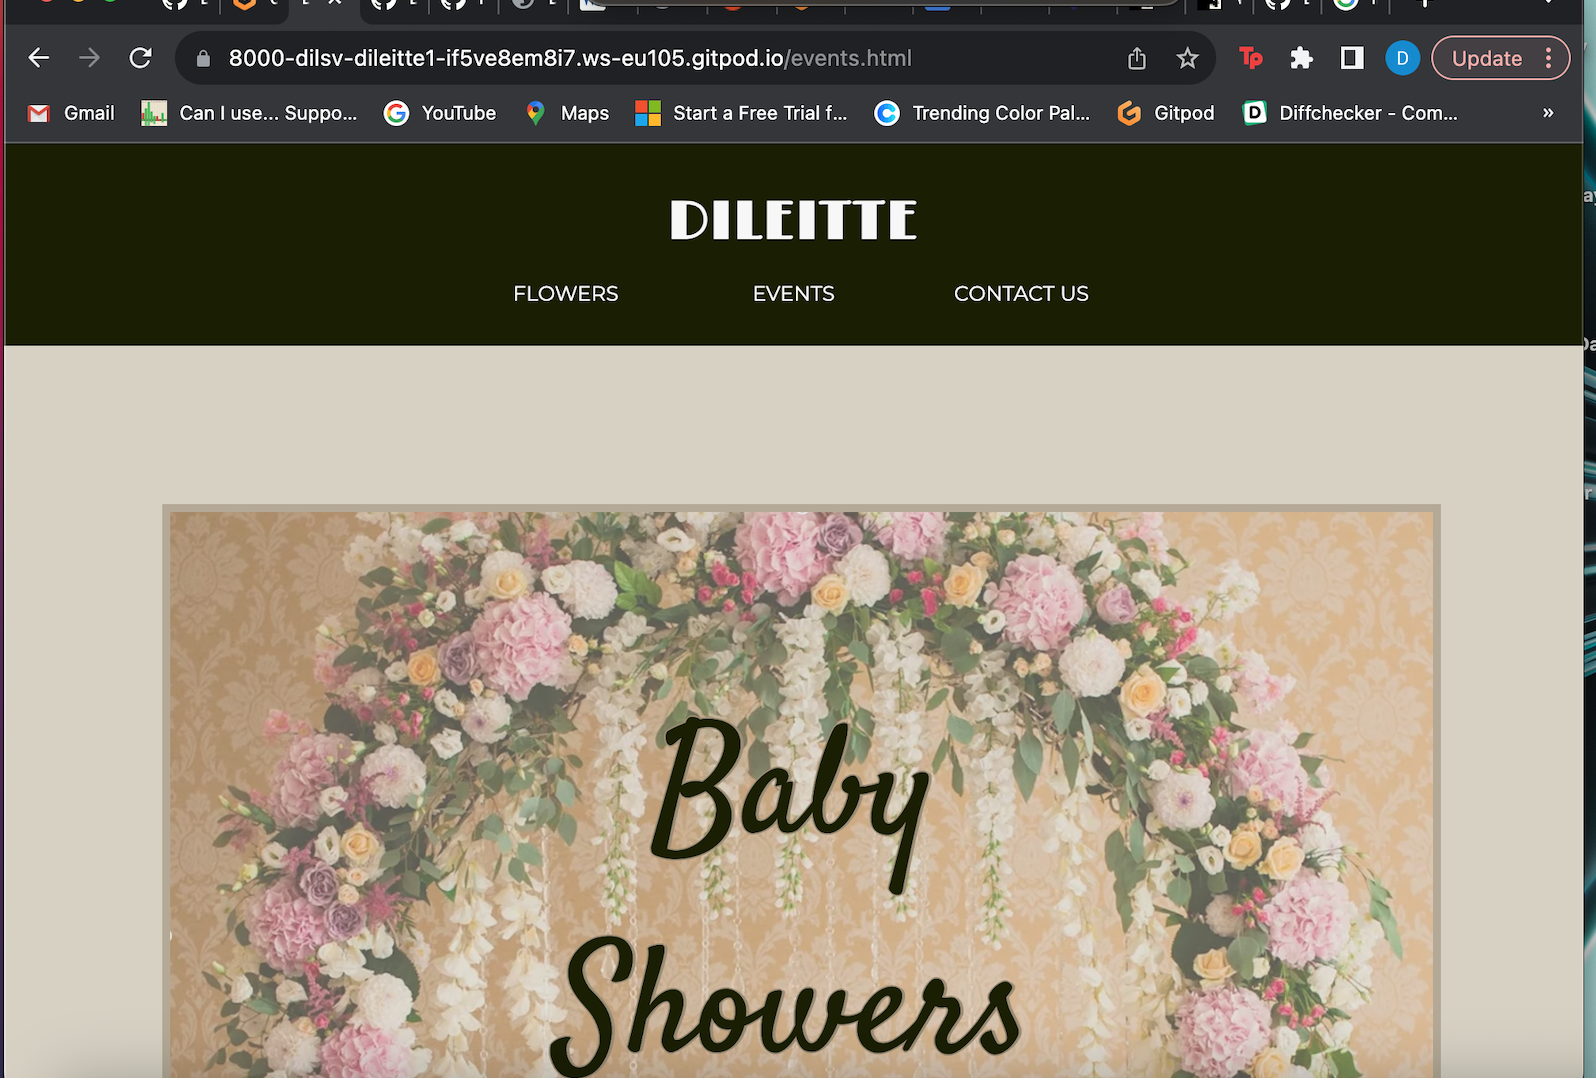 8000-dilsv-dileitte1-if5ve8em8i7.ws-eu105.gitpod.io/events.html
Tp
D
Update
Gmail
Can I use... Suppo...
YouTube
Maps
Start a Free Trial f...
Trending Color Pal...
Gitpod
D
Diffchecker - Com...
»
DILEITTE
FLOWERS EVENTS CONTACT US
Baby
Showers